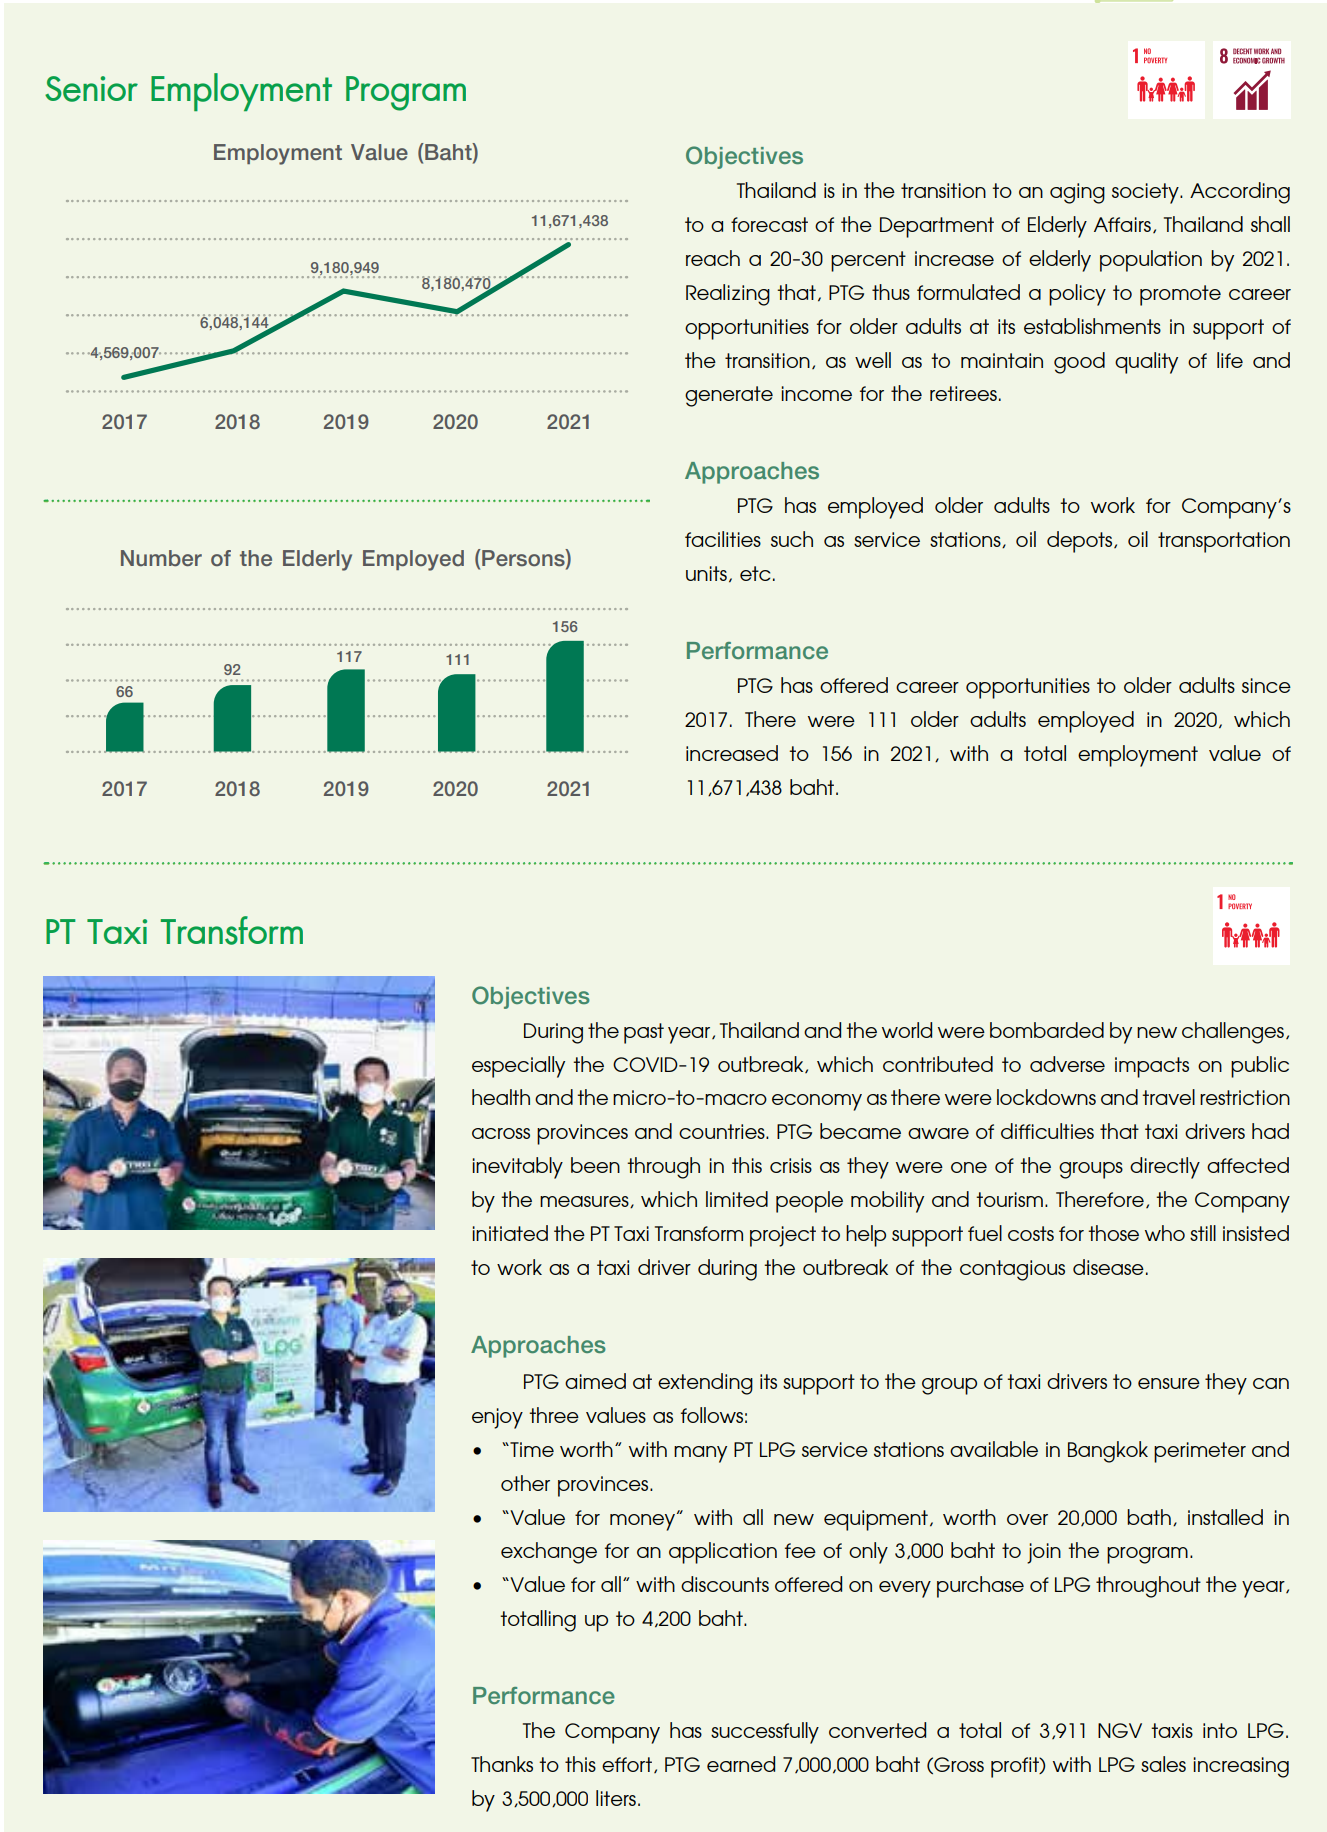 1 NO POVERTY
8 DECENT WORK AND ECONOMIC GROWTH
Senior Employment Program
Employment Value (Baht)
11,671,438
9,180,949
8,180,470
6,048,144
4,569,007
2017 2018 2019 2020 2021
Number of the Elderly Employed (Persons)
156
117
111
92
66
2017 2018 2019 2020 2021
Objectives
Thailand is in the transition to an aging society. According
to a forecast of the Department of Elderly Affairs, Thailand shall
reach a 20-30 percent increase of elderly population by 2021.
Realizing that, PTG thus formulated a policy to promote career
opportunities for older adults at its establishments in support of
the transition, as well as to maintain good quality of life and
generate income for the retirees.
Approaches
PTG has employed older adults to work for Company's
facilities such as service stations, oil depots, oil transportation
units, etc.
Performance
PTG has offered career opportunities to older adults since
2017. There were 111 older adults employed in 2020, which
increased to 156 in 2021, with a total employment value of
11,671,438 baht.
PT Taxi Transform
1 NO POVERTY
LPG
Objectives
During the past year, Thailand and the world were bombarded by new challenges,
especially the COVID-19 outbreak, which contributed to adverse impacts on public
health and the micro-to-macro economy as there were lockdowns and travel restriction
across provinces and countries. PTG became aware of difficulties that taxi drivers had
inevitably been through in this crisis as they were one of the groups directly affected
by the measures, which limited people mobility and tourism. Therefore, the Company
initiated the PT Taxi Transform project to help support fuel costs for those who still insisted
to work as a taxi driver during the outbreak of the contagious disease.
Approaches
PTG aimed at extending its support to the group of taxi drivers to ensure they can
enjoy three values as follows:
• "Time worth" with many PT LPG service stations available in Bangkok perimeter and
other provinces.
• "Value for money" with all new equipment, worth over 20,000 bath, installed in
exchange for an application fee of only 3,000 baht to join the program.
• "Value for all" with discounts offered on every purchase of LPG throughout the year,
totalling up to 4,200 baht.
Performance
The Company has successfully converted a total of 3,911 NGV taxis into LPG.
Thanks to this effort, PTG earned 7,000,000 baht (Gross profit) with LPG sales increasing
by 3,500,000 liters.